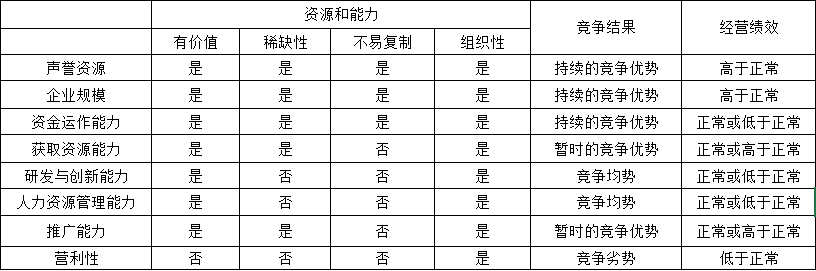 资源和能力 竞争结果 经营绩效
有价值 稀缺性 不易复制 组织性
声誉资源 是 是 是 是 持续的竞争优势 高于正常
企业规模 是 是 是 是 持续的竞争优势 高于正常
资金运作能力 是 是 是 是 持续的竞争优势 正常或低于正常
获取资源能力 是 是 否 是 暂时的竞争优势 正常或高于正常
研发与创新能力 是 否 否 是 竞争均势 正常或低于正常
人力资源管理能力 是 否 否 是 竞争均势 正常或低于正常
推广能力 是 是 否 是 暂时的竞争优势 正常或高于正常
营利性 否 否 否 是 竞争劣势 低于正常